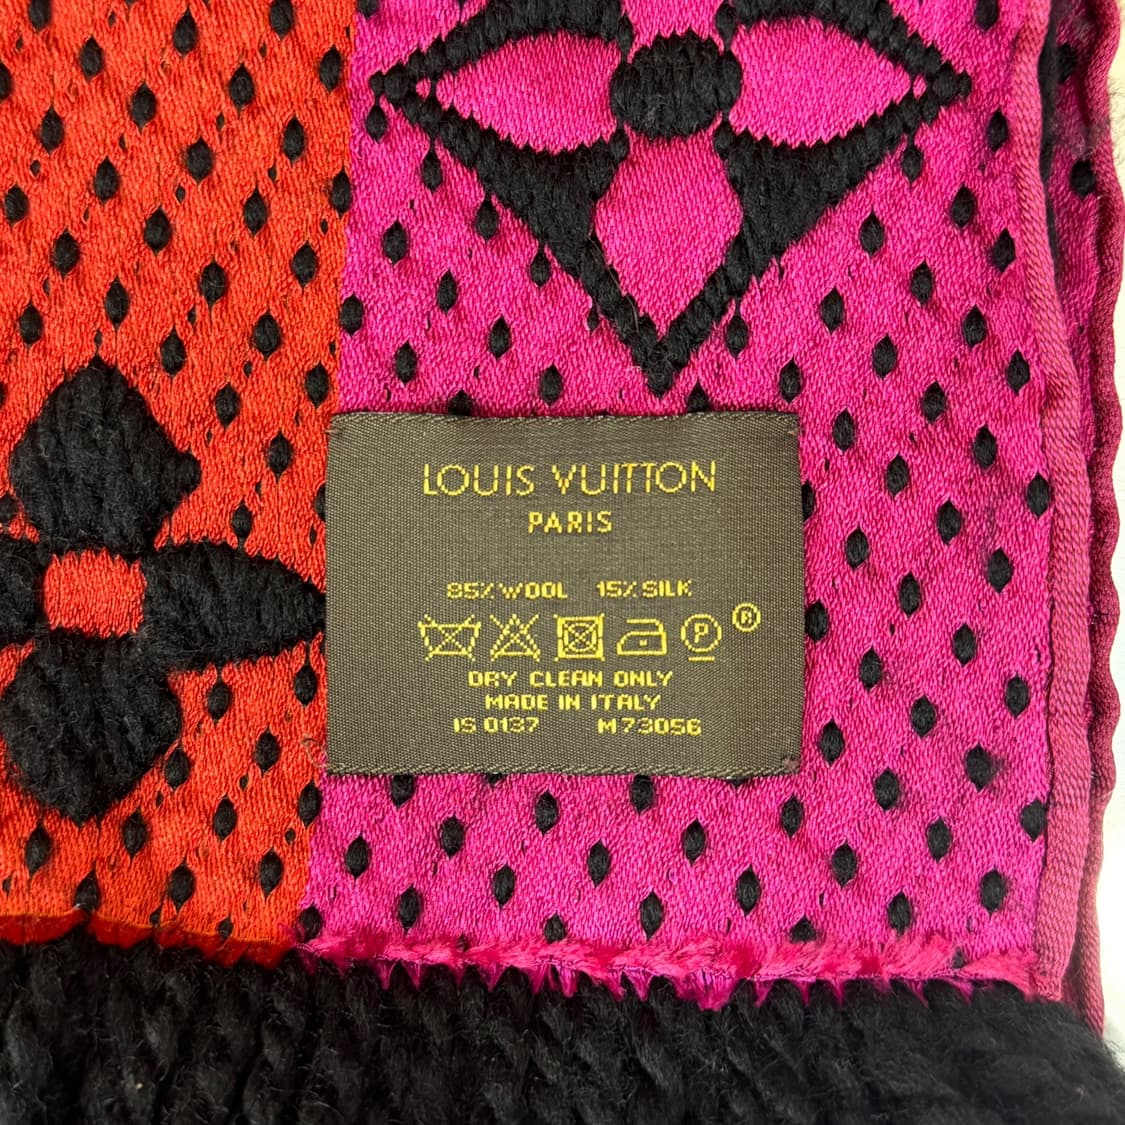 LOUIS VUITTON
PARIS
85% WOOL 15% SILK
P ®
DRY CLEAN ONLY
MADE IN ITALY
IS 0137 M73056